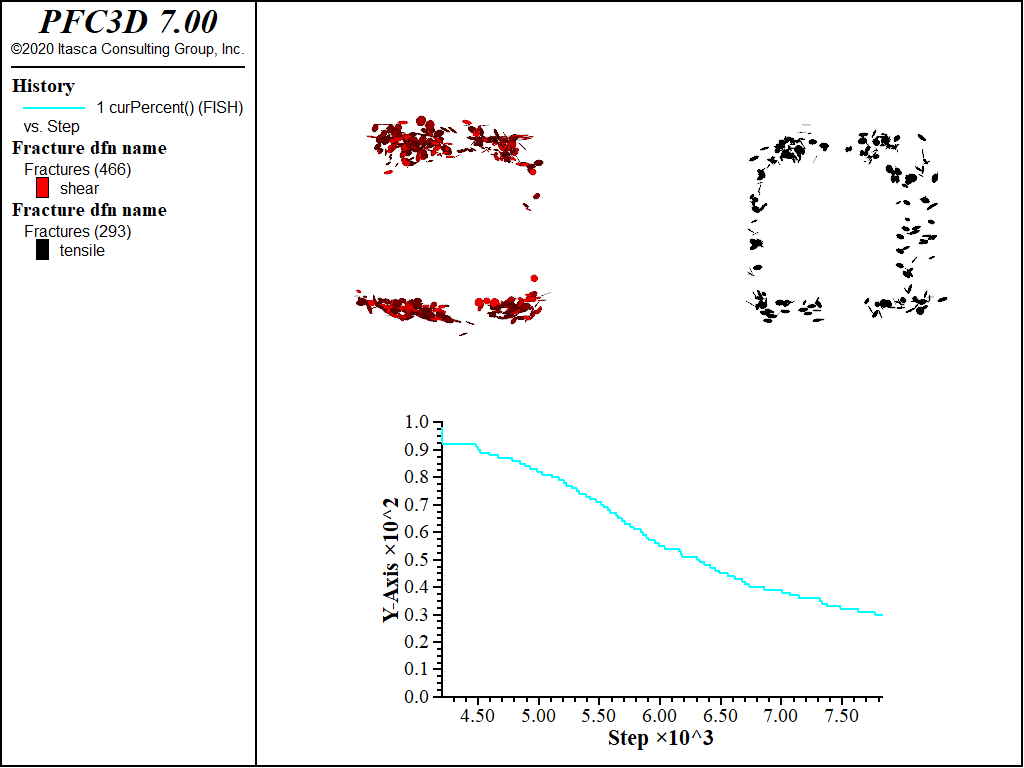 PFC3D 7.00
©2020 Itasca Consulting Group, Inc.
History
1 curPercent() (FISH)
vs. Step
Fracture dfn name
Fractures (466)
shear
Fracture dfn name
Fractures (293)
tensile
1.0
0.9
0.8
0.7
0.6
0.5
0.4
0.3
0.2
0.1
0.0
Y-Axis ×10^2
4.50 5.00 5.50 6.00 6.50 7.00 7.50
Step ×10^3